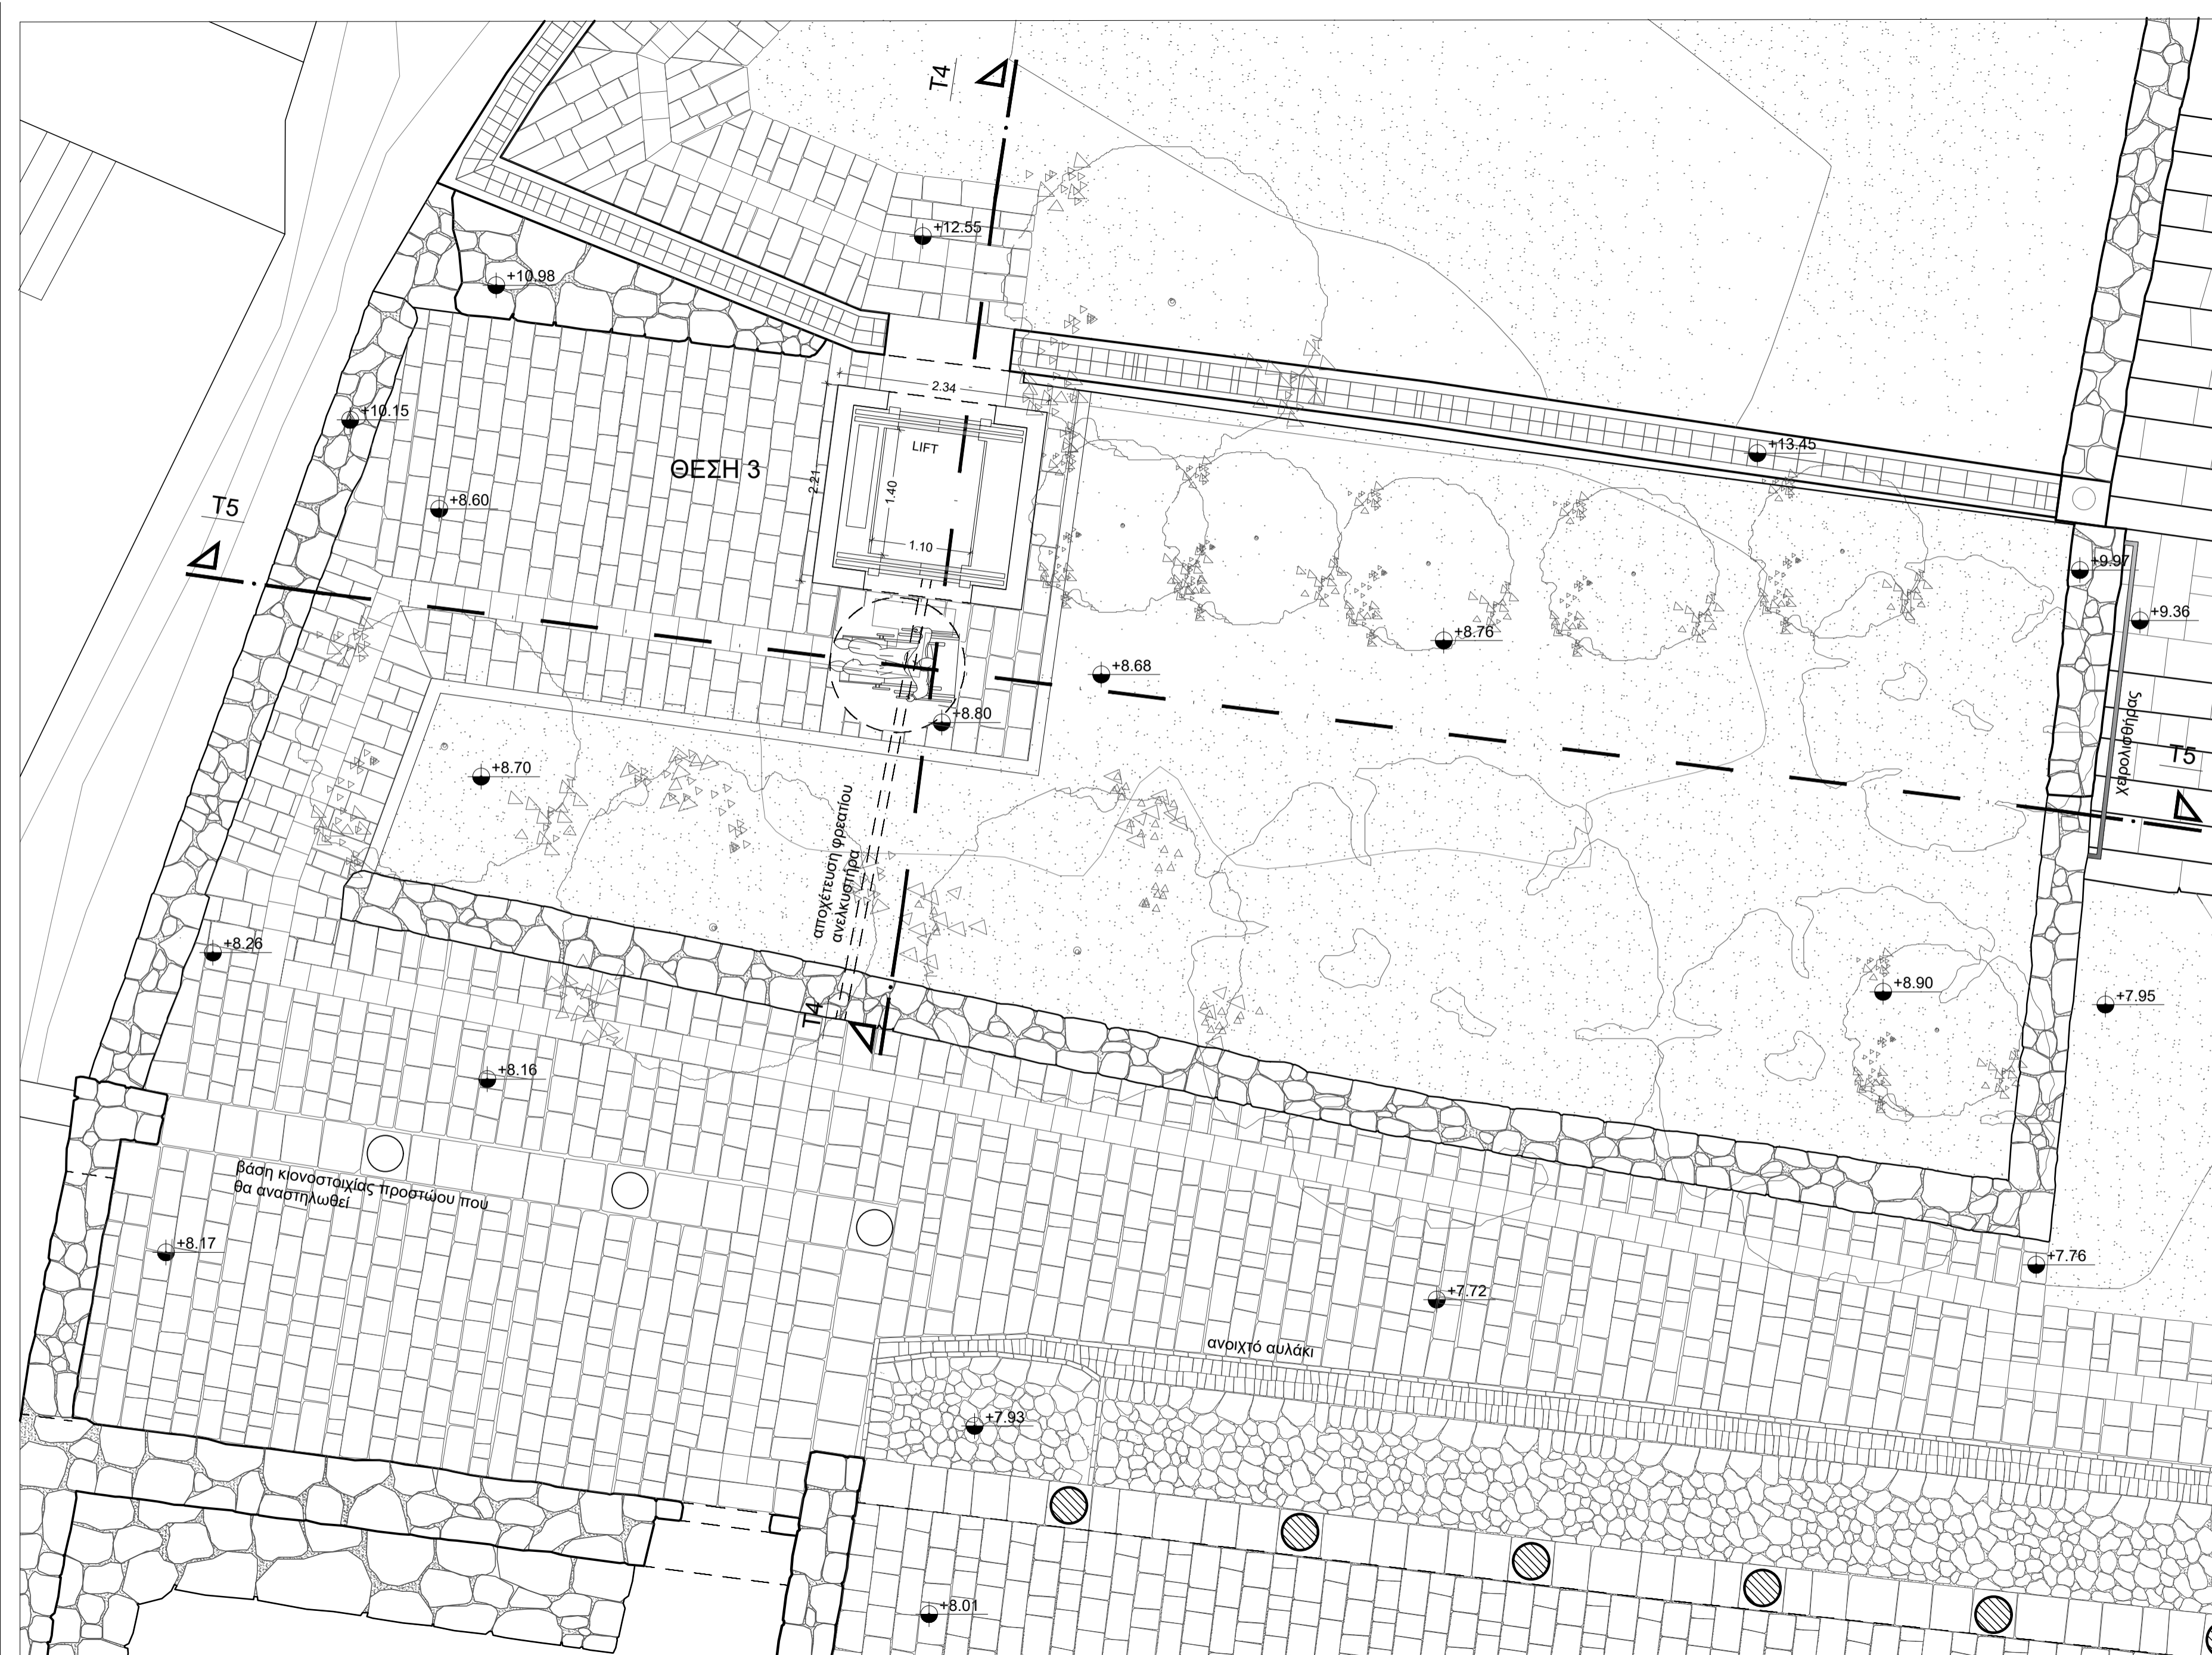 T4
+12.55
+10.98
2.34
+10.15
LIFT
+13.45
ΘΕΣΗ 3
2.21
1.40
+8.60
T5
1.10
+9.97
+9.36
+8.76
+8.68
χειρολισθήρας
+8.80
T5
+8.70
αποχέτευση φρεατίου
ανελκυστήρα
+8.26
+8.90
+7.95
T4
+8.16
βάση κιονοστοιχίας προστώου που
θα αναστηλωθεί
+8.17
+7.76
+7.72
ανοιχτό αυλάκι
+7.93
+8.01